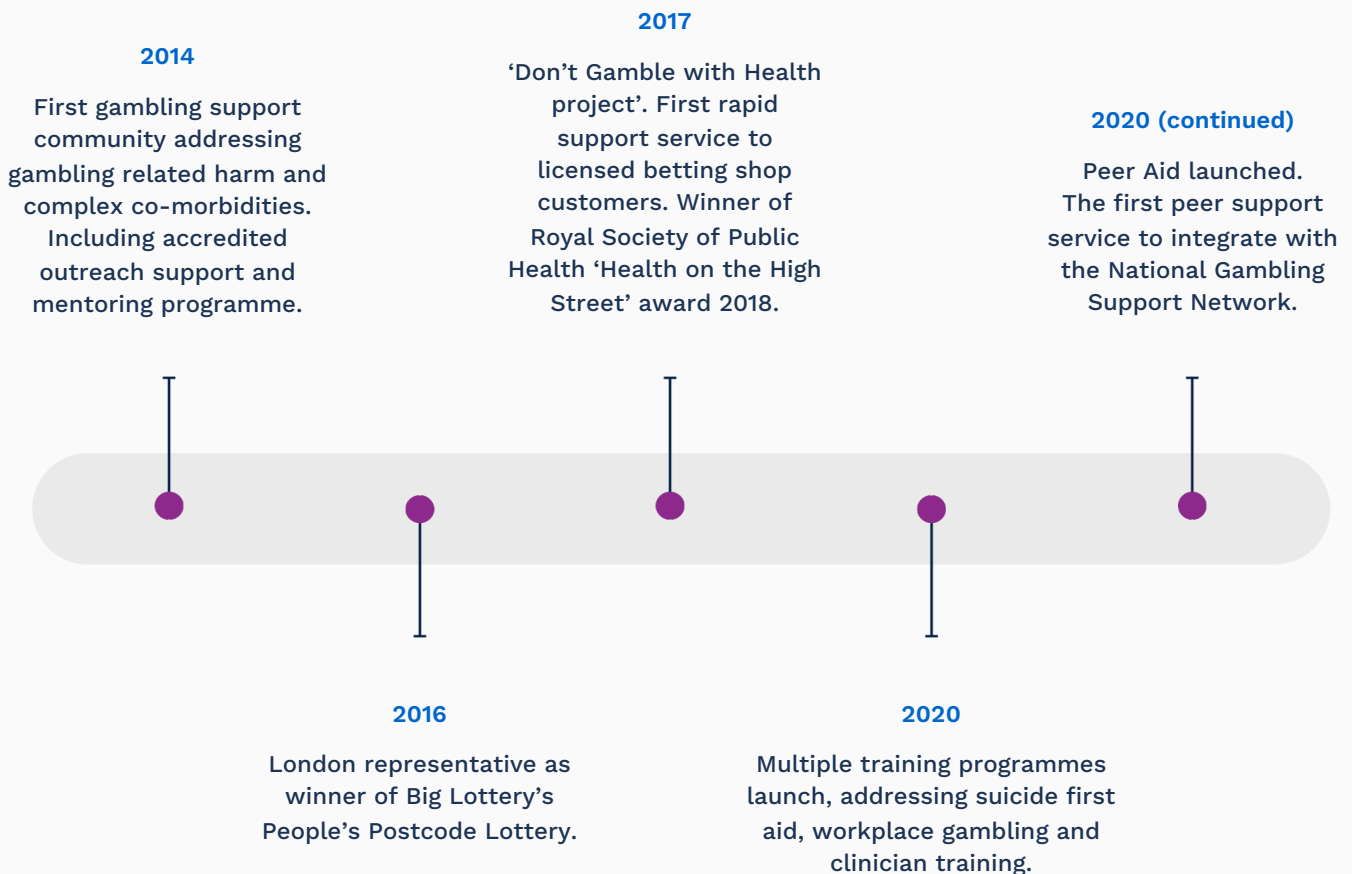 2014
First gambling support
community addressing
gambling related harm and
complex co-morbidities.
Including accredited
outreach support and
mentoring programme.
2016
London representative as
winner of Big Lottery’s
People’s Postcode Lottery.
2017
‘Don’t Gamble with Health
project’. First rapid
support service to
licensed betting shop
customers. Winner of
Royal Society of Public
Health ‘Health on the High
Street’ award 2018.
2020
Multiple training programmes
launch, addressing suicide first
aid, workplace gambling and
clinician training.
2020 (continued)
Peer Aid launched.
The first peer support
service to integrate with
the National Gambling
Support Network.